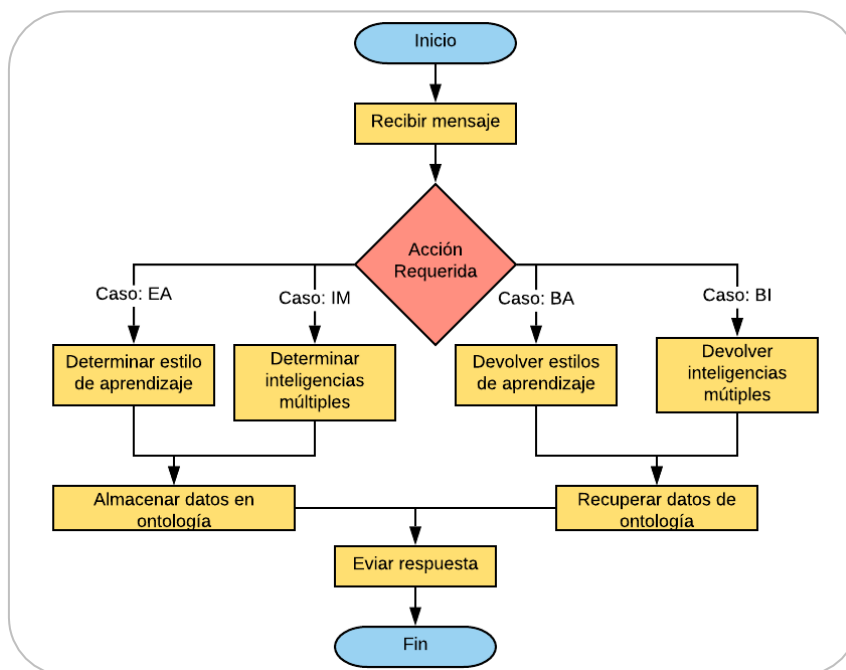 Inicio
Recibir mensaje
Acción
Requerida
Caso: EA
Caso: IM
Caso: BA
Caso: BI
Determinar estilo
de aprendizaje
Determinar
inteligencias
múltiples
Devolver estilos
de aprendizaje
Devolver
inteligencias
mútiples
Almacenar datos en
ontología
Recuperar datos de
ontología
Eviar respuesta
Fin